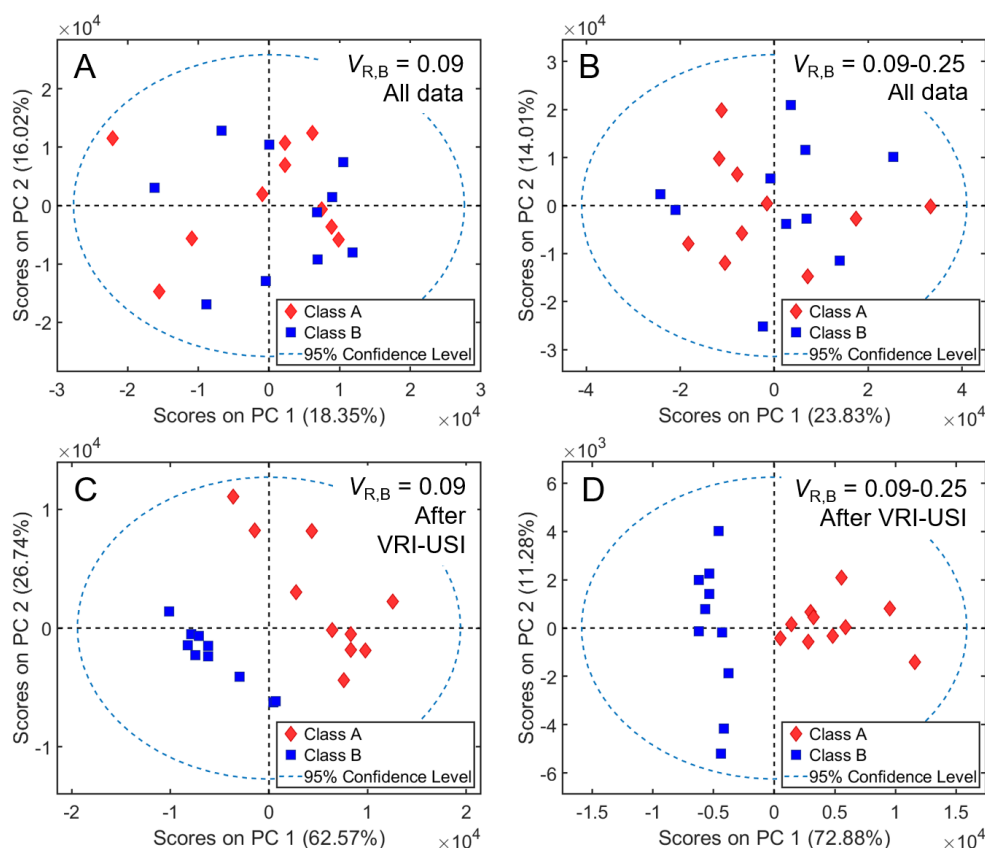 ×10⁴
A
V_R,B = 0.09
All data
Scores on PC 2 (16.02%)
2
1
0
-1
-2
Class A
Class B
95% Confidence Level
-3
-2
-1
0
1
2
3
Scores on PC 1 (18.35%)
×10⁴
×10⁴
B
V_R,B = 0.09-0.25
All data
Scores on PC 2 (14.01%)
3
2
1
0
-1
-2
-3
Class A
Class B
95% Confidence Level
-4
-2
0
2
4
Scores on PC 1 (23.83%)
×10⁴
×10⁴
C
V_R,B = 0.09
After
VRI-USI
Scores on PC 2 (26.74%)
1
0
-1
Class A
Class B
95% Confidence Level
-2
-1
0
1
2
Scores on PC 1 (62.57%)
×10⁴
×10³
D
V_R,B = 0.09-0.25
After VRI-USI
Scores on PC 2 (11.28%)
6
4
2
0
-2
-4
-6
Class A
Class B
95% Confidence Level
-1.5
-1
-0.5
0
0.5
1
1.5
Scores on PC 1 (72.88%)
×10⁴